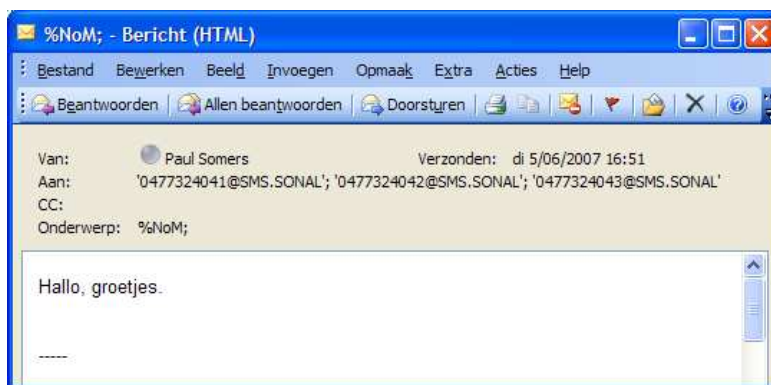 %NoM; - Bericht (HTML)
Bestand Bewerken Beeld Invoegen Opmaak Extra Acties Help
Beantwoorden Allen beantwoorden Doorsturen
Van: Paul Somers Verzonden: di 5/06/2007 16:51
Aan: '0477324041@SMS.SONAL'; '0477324042@SMS.SONAL'; '0477324043@SMS.SONAL'
CC:
Onderwerp: %NoM;
Hallo, groetjes.
-----